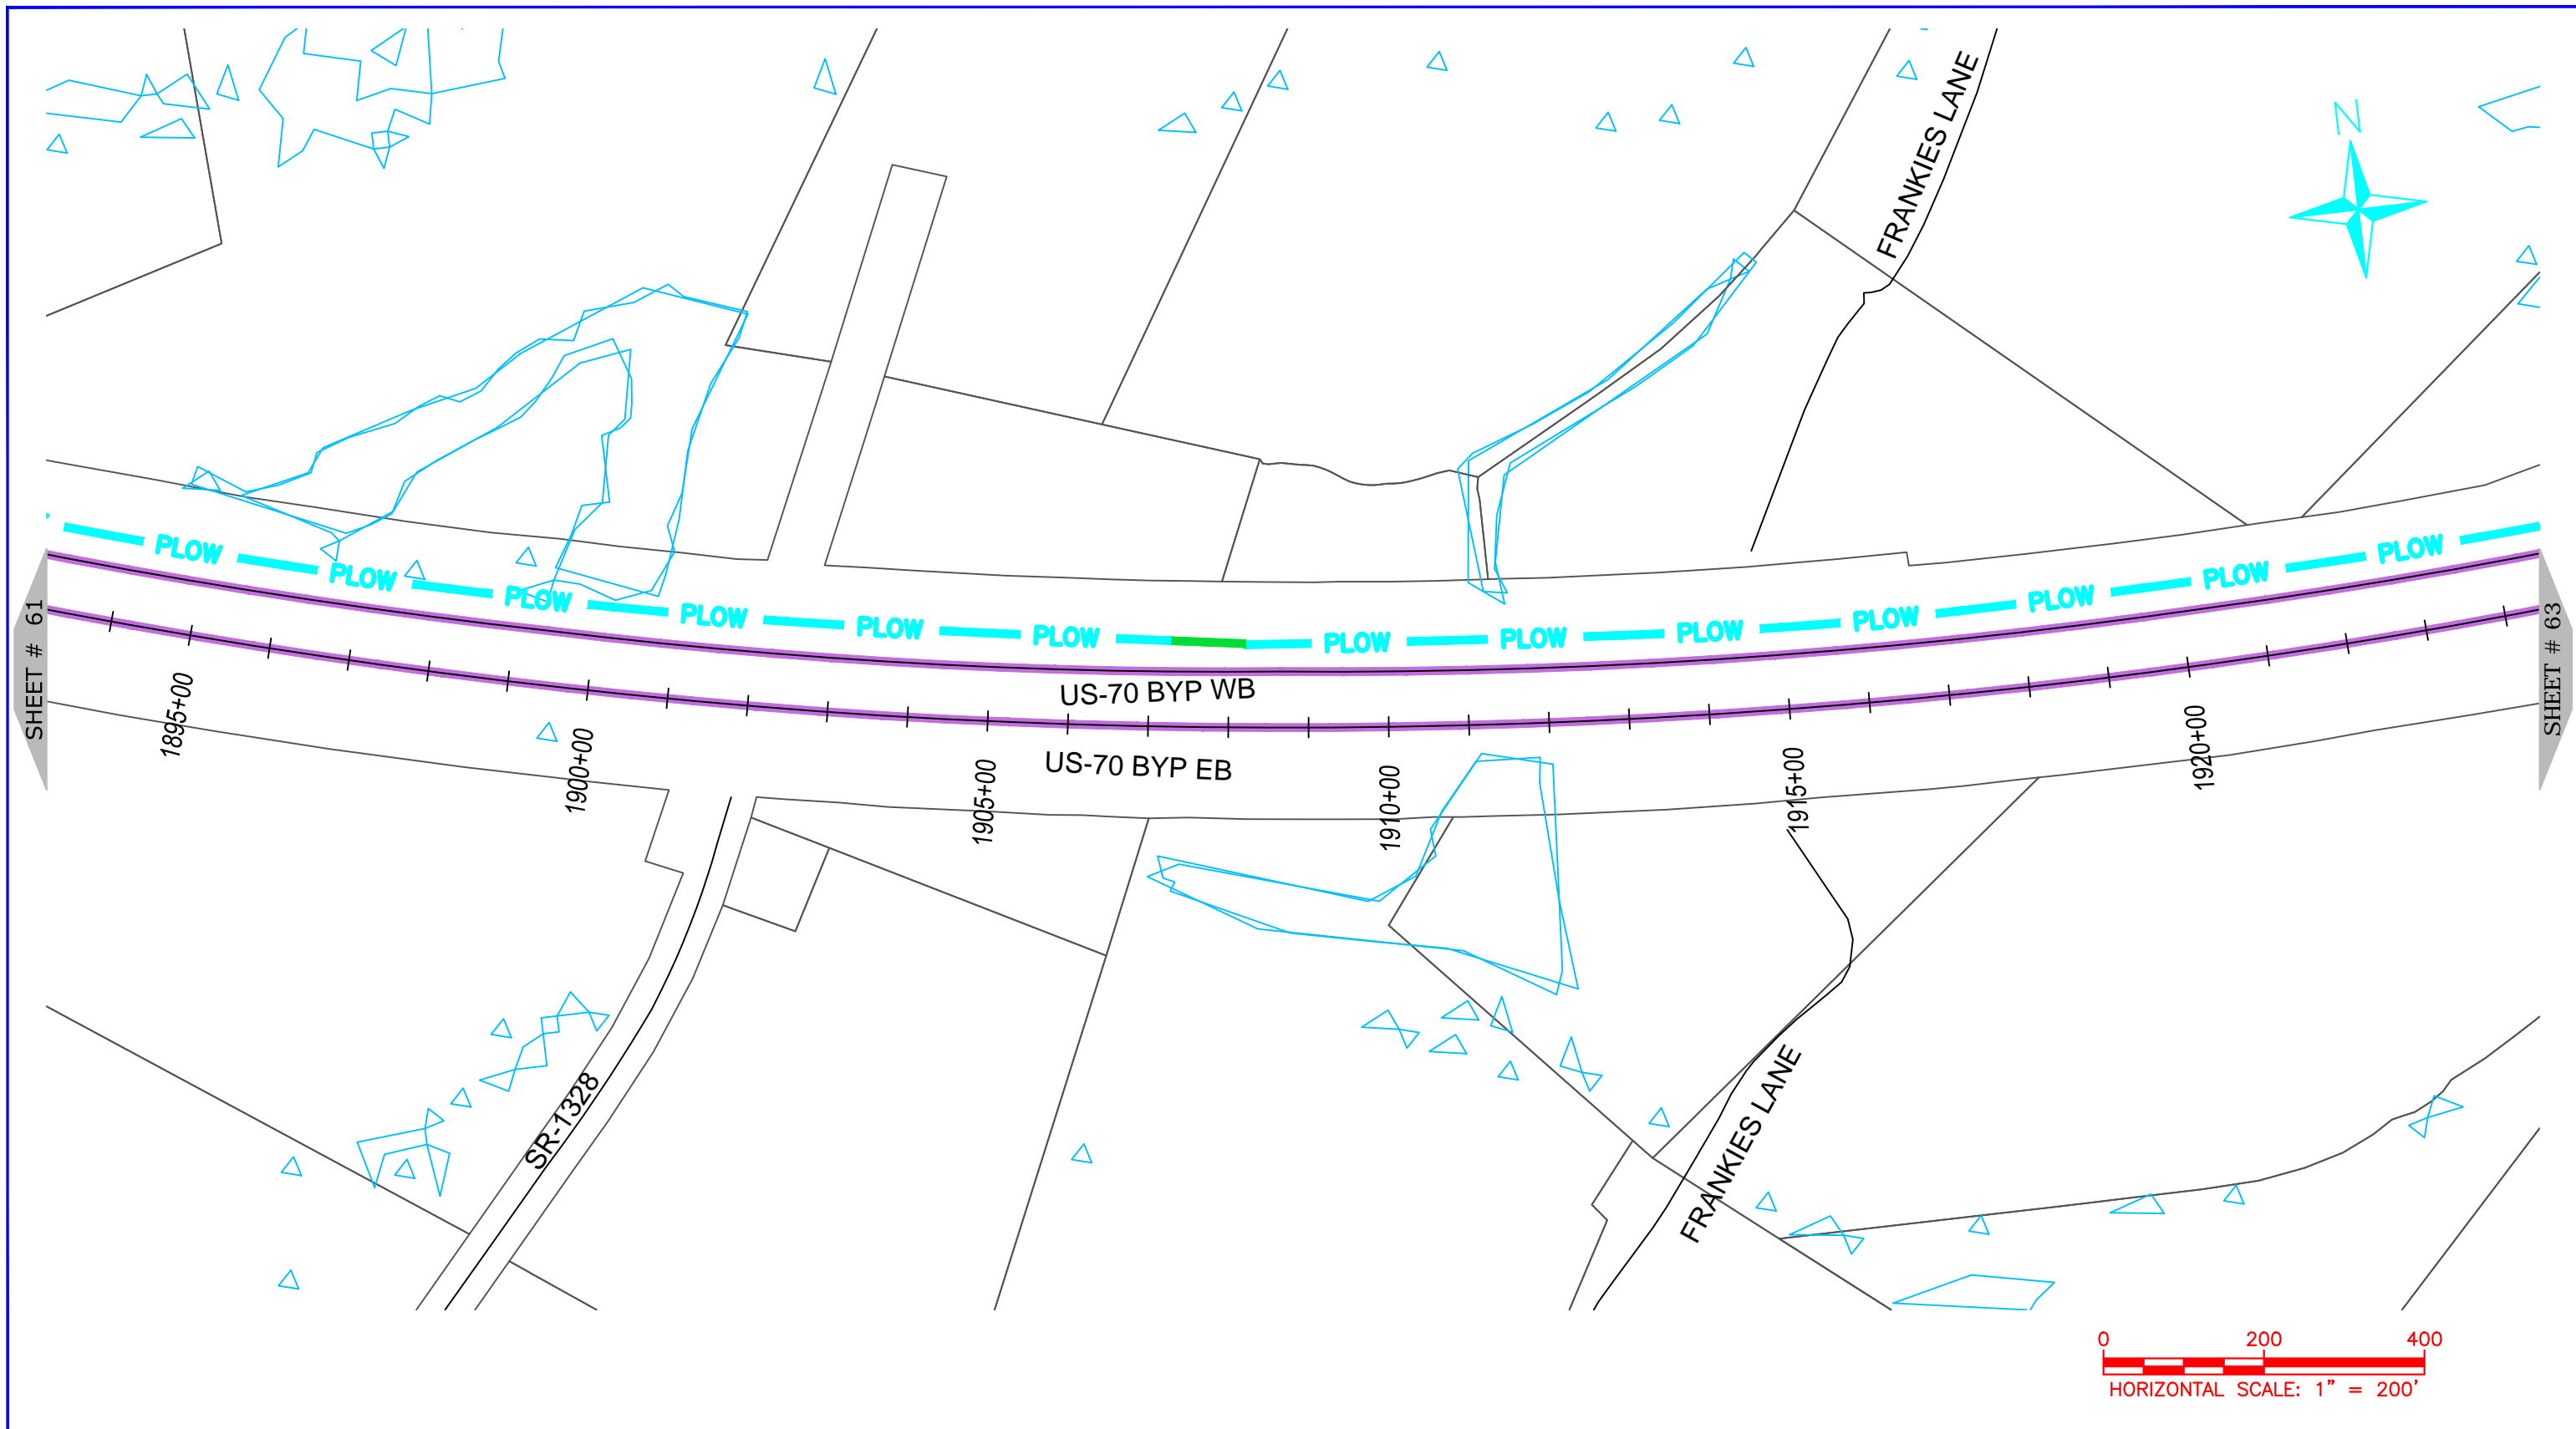 FRANKIES LANE
N
PLOW PLOW PLOW PLOW PLOW PLOW PLOW PLOW PLOW PLOW PLOW PLOW PLOW
SHEET # 61
SHEET # 63
US-70 BYP WB
US-70 BYP EB
1895+00
1900+00
1905+00
1910+00
1915+00
1920+00
SR-1328
FRANKIES LANE
0 200 400
HORIZONTAL SCALE: 1" = 200'